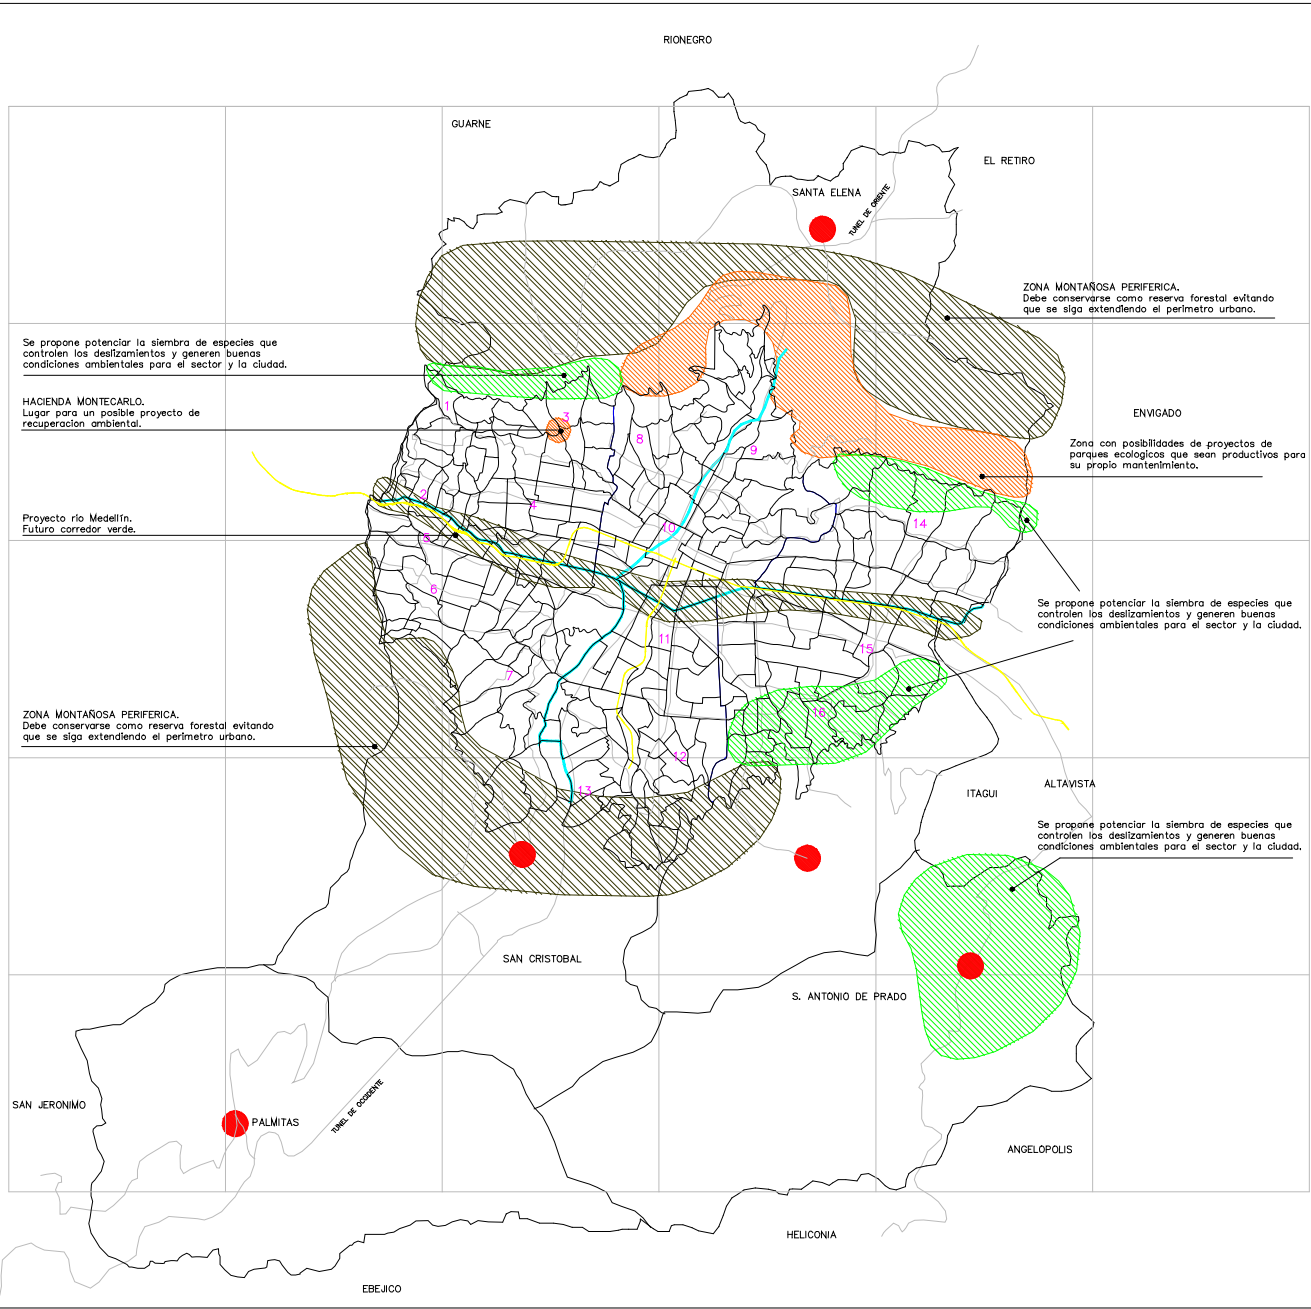 RIONEGRO
GUARNE
EL RETIRO
SANTA ELENA
TUNEL DE ORIENTE
ZONA MONTAÑOSA PERIFERICA.
Debe conservarse como reserva forestal evitando
que se siga extendiendo el perimetro urbano.
Se propone potenciar la siembra de especies que
controlen los deslizamientos y generen buenas
condiciones ambientales para el sector y la ciudad.
HACIENDA MONTECARLO.
Lugar para un posible proyecto de
recuperacion ambiental.
ENVIGADO
Zona con posibilidades de proyectos de
parques ecologicos que sean productivos para
su propio mantenimiento.
Proyecto río Medellín.
Futuro corredor verde.
1
3
8
9
2
4
10
14
5
6
11
15
7
16
12
13
Se propone potenciar la siembra de especies que
controlen los deslizamientos y generen buenas
condiciones ambientales para el sector y la ciudad.
ZONA MONTAÑOSA PERIFERICA.
Debe conservarse como reserva forestal evitando
que se siga extendiendo el perimetro urbano.
ITAGUI
ALTAVISTA
Se propone potenciar la siembra de especies que
controlen los deslizamientos y generen buenas
condiciones ambientales para el sector y la ciudad.
SAN CRISTOBAL
S. ANTONIO DE PRADO
SAN JERONIMO
PALMITAS
TUNEL DE OCCIDENTE
ANGELOPOLIS
HELICONIA
EBEJICO